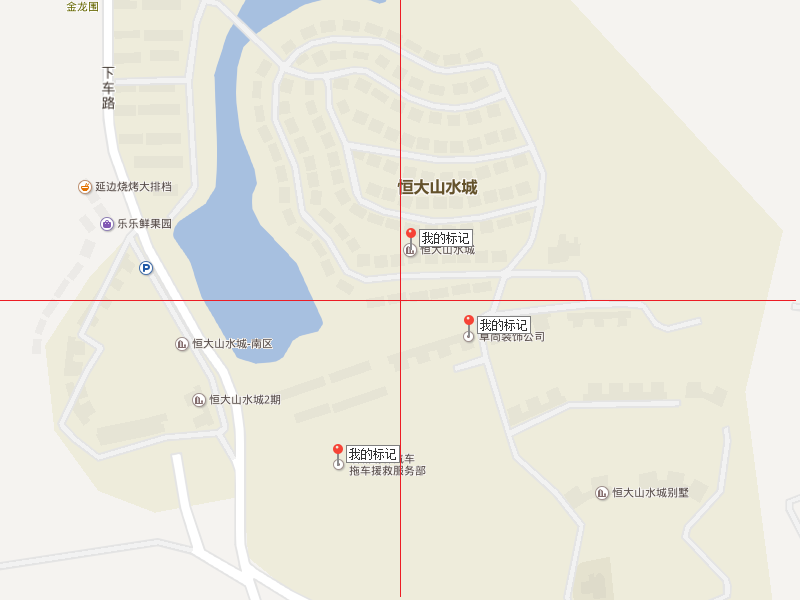 金龙围
下车路
延边烧烤大排档
恒大山水城
乐乐鲜果园
我的标记
恒大山水城
P
我的标记
草尚装饰公司
恒大山水城-南区
恒大山水城2期
我的标记
车
拖车援救服务部
恒大山水城别墅